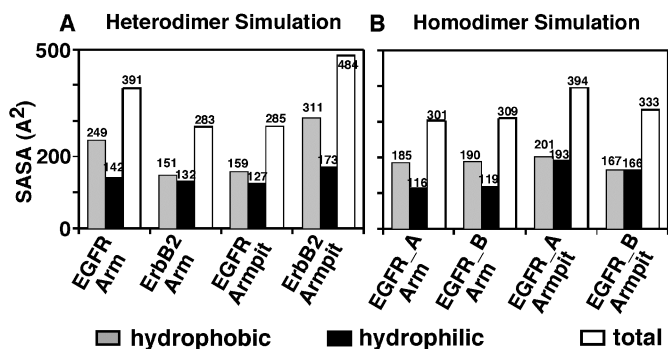 A Heterodimer Simulation
B Homodimer Simulation
SASA (A²)
500
200
0
249
142
391
151
132
283
159
127
285
311
173
484
EGFR
Arm
ErbB2
Arm
EGFR
Armpit
ErbB2
Armpit
185
116
301
190
119
309
201
193
394
167
166
333
EGFR_A
Arm
EGFR_B
Arm
EGFR_A
Armpit
EGFR_B
Armpit
hydrophobic hydrophilic total